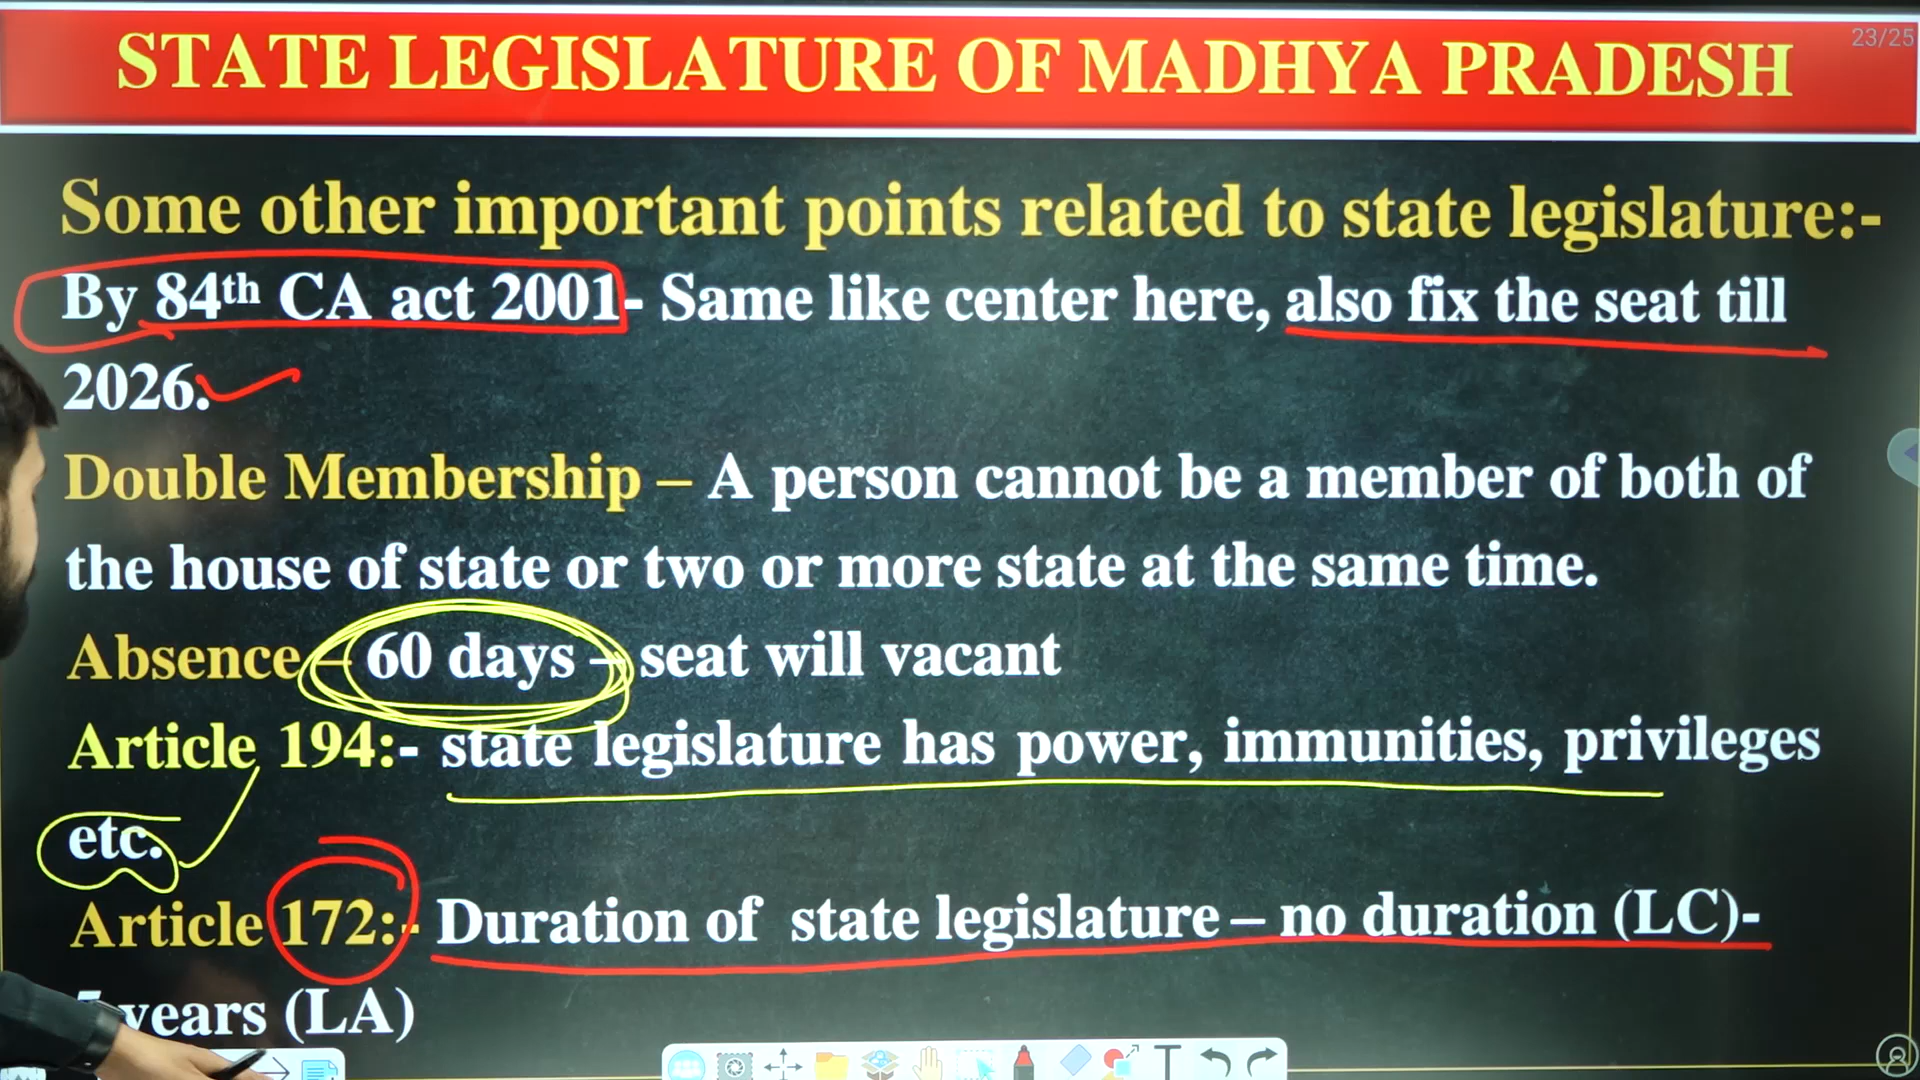 STATE LEGISLATURE OF MADHYA PRADESH
23/25
Some other important points related to state legislature:-
By 84th CA act 2001- Same like center here, also fix the seat till
2026.
Double Membership – A person cannot be a member of both of
the house of state or two or more state at the same time.
Absence – 60 days – seat will vacant
Article 194:- state legislature has power, immunities, privileges
etc.
Article 172:- Duration of state legislature – no duration (LC)-
years (LA)